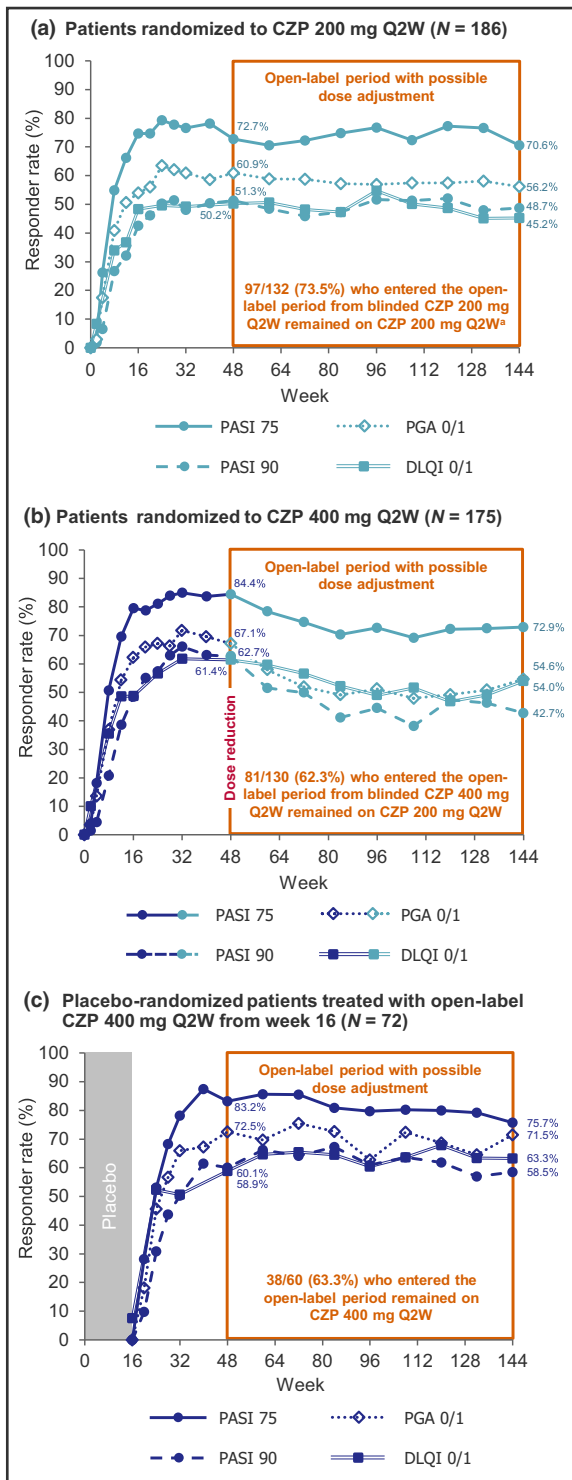 (a) Patients randomized to CZP 200 mg Q2W (N = 186)
Responder rate (%)
100
90
80
70
60
50
40
30
20
10
0
Open-label period with possible
dose adjustment
72.7%
60.9%
51.3%
50.2%
70.6%
56.2%
48.7%
45.2%
97/132 (73.5%) who entered the open-
label period from blinded CZP 200 mg
Q2W remained on CZP 200 mg Q2Wᵃ
0 16 32 48 64 80 96 112 128 144
Week
PASI 75 PGA 0/1
PASI 90 DLQI 0/1
(b) Patients randomized to CZP 400 mg Q2W (N = 175)
Responder rate (%)
100
90
80
70
60
50
40
30
20
10
0
Open-label period with possible
dose adjustment
84.4%
67.1%
62.7%
61.4%
Dose reduction
72.9%
54.6%
54.0%
42.7%
81/130 (62.3%) who entered the open-
label period from blinded CZP 400 mg
Q2W remained on CZP 200 mg Q2W
0 16 32 48 64 80 96 112 128 144
Week
PASI 75 PGA 0/1
PASI 90 DLQI 0/1
(c) Placebo-randomized patients treated with open-label
CZP 400 mg Q2W from week 16 (N = 72)
Responder rate (%)
100
90
80
70
60
50
40
30
20
10
0
Placebo
Open-label period with possible
dose adjustment
83.2%
72.5%
60.1%
58.9%
75.7%
71.5%
63.3%
58.5%
38/60 (63.3%) who entered the
open-label period remained on
CZP 400 mg Q2W
0 16 32 48 64 80 96 112 128 144
Week
PASI 75 PGA 0/1
PASI 90 DLQI 0/1